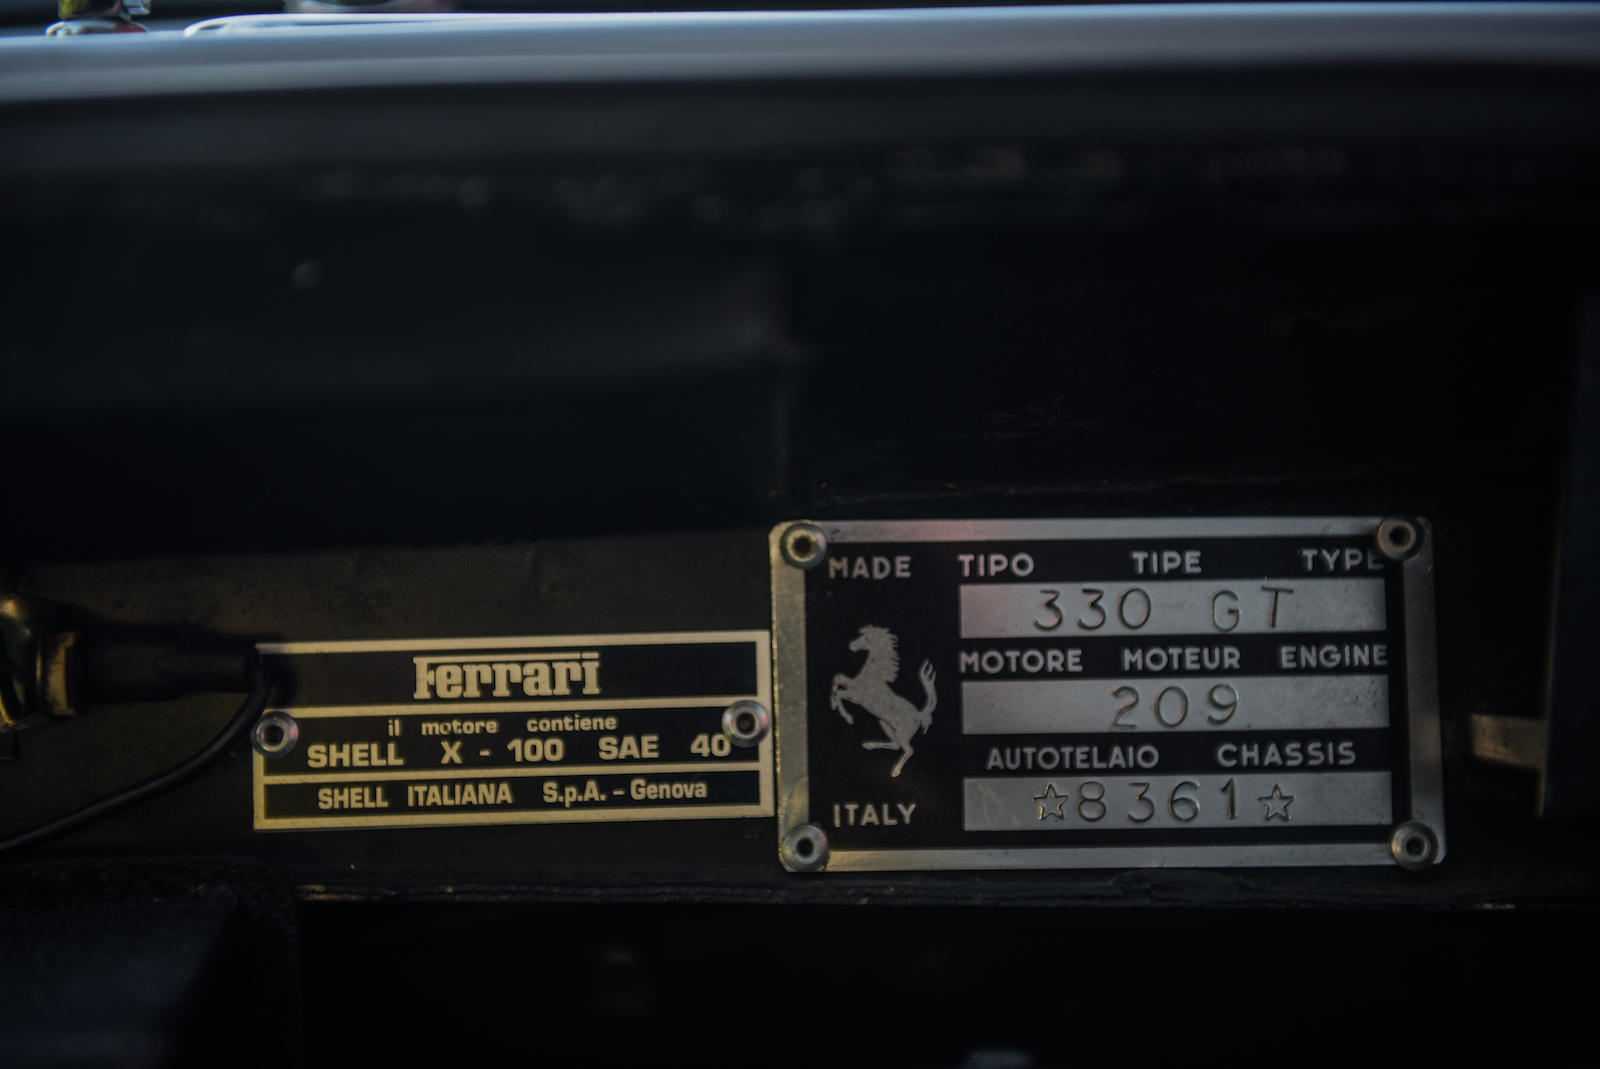 Ferrari
il motore contiene
SHELL X - 100 SAE 40
SHELL ITALIANA S.p.A. - Genova
MADE
ITALY
TIPO TIPE TYPE
330 GT
MOTORE MOTEUR ENGINE
209
AUTOTELAIO CHASSIS
☆8361☆